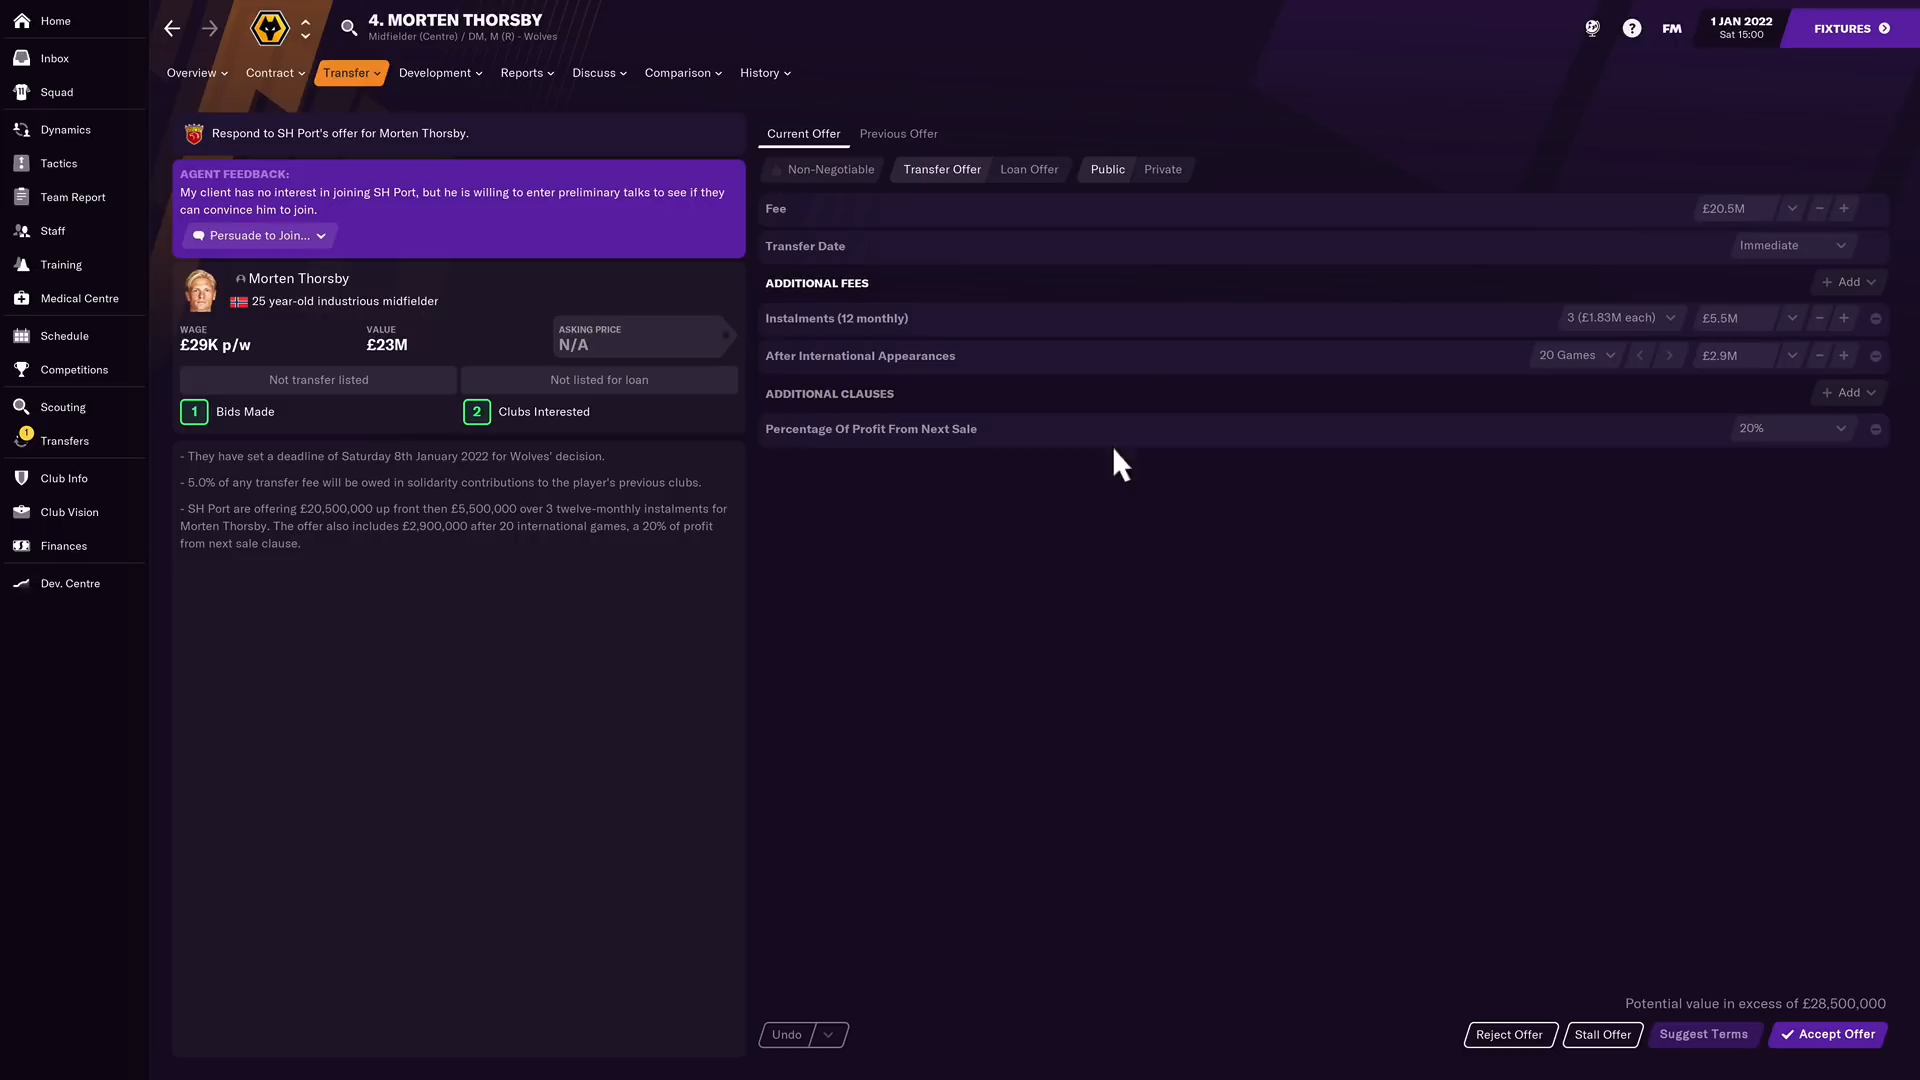 Home
Inbox
Squad
Dynamics
Tactics
Team Report
Staff
Training
Medical Centre
Schedule
Competitions
Scouting
1
Transfers
Club Info
Club Vision
Finances
Dev. Centre
4. MORTEN THORSBY
Midfielder (Centre) / DM, M (R) - Wolves
FM
1 JAN 2022
Sat 15:00
FIXTURES
Overview
Contract
Transfer
Development
Reports
Discuss
Comparison
History
Respond to SH Port's offer for Morten Thorsby.
AGENT FEEDBACK:
My client has no interest in joining SH Port, but he is willing to enter preliminary talks to see if they
can convince him to join.
Persuade to Join...
Morten Thorsby
25 year-old industrious midfielder
WAGE
£29K p/w
VALUE
£23M
ASKING PRICE
N/A
Not transfer listed
Not listed for loan
1 Bids Made
2 Clubs Interested
- They have set a deadline of Saturday 8th January 2022 for Wolves' decision.
- 5.0% of any transfer fee will be owed in solidarity contributions to the player's previous clubs.
- SH Port are offering £20,500,000 up front then £5,500,000 over 3 twelve-monthly instalments for
Morten Thorsby. The offer also includes £2,900,000 after 20 international games, a 20% of profit
from next sale clause.
Current Offer
Previous Offer
Non-Negotiable
Transfer Offer
Loan Offer
Public
Private
Fee
£20.5M
Transfer Date
Immediate
ADDITIONAL FEES
Add
Instalments (12 monthly)
3 (£1.83M each)
£5.5M
After International Appearances
20 Games
£2.9M
ADDITIONAL CLAUSES
Add
Percentage Of Profit From Next Sale
20%
Potential value in excess of £28,500,000
Undo
Reject Offer
Stall Offer
Suggest Terms
Accept Offer